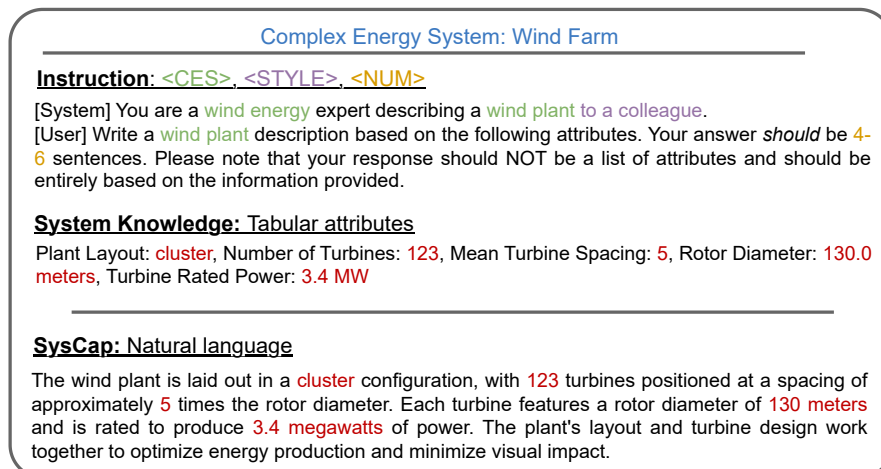 Complex Energy System: Wind Farm
Instruction: <CES>, <STYLE>, <NUM>
[System] You are a wind energy expert describing a wind plant to a colleague.
[User] Write a wind plant description based on the following attributes. Your answer should be 4-
6 sentences. Please note that your response should NOT be a list of attributes and should be
entirely based on the information provided.
System Knowledge: Tabular attributes
Plant Layout: cluster, Number of Turbines: 123, Mean Turbine Spacing: 5, Rotor Diameter: 130.0
meters, Turbine Rated Power: 3.4 MW
SysCap: Natural language
The wind plant is laid out in a cluster configuration, with 123 turbines positioned at a spacing of
approximately 5 times the rotor diameter. Each turbine features a rotor diameter of 130 meters
and is rated to produce 3.4 megawatts of power. The plant's layout and turbine design work
together to optimize energy production and minimize visual impact.